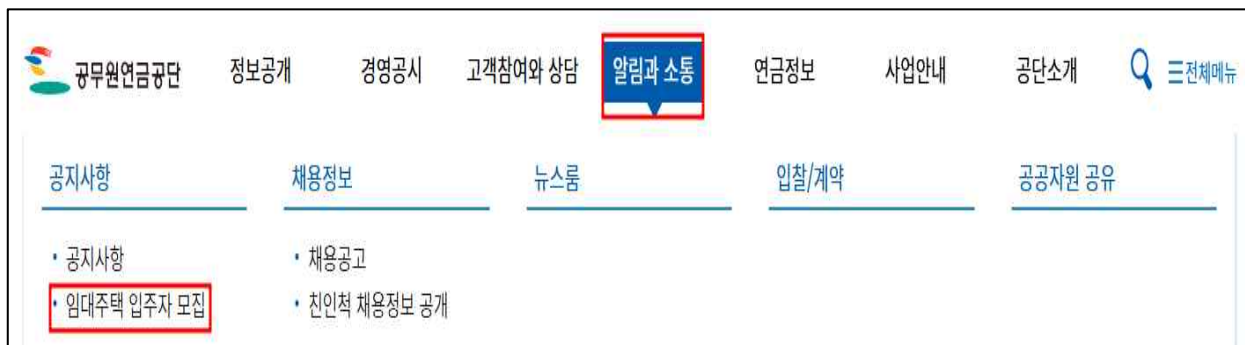 공무원연금공단 정보공개 경영공시 고객참여와 상담 알림과 소통 연금정보 사업안내 공단소개 전체메뉴
공지사항 채용정보 뉴스룸 입찰/계약 공공자원 공유
· 공지사항 · 채용공고
· 임대주택 입주자 모집 · 친인척 채용정보 공개